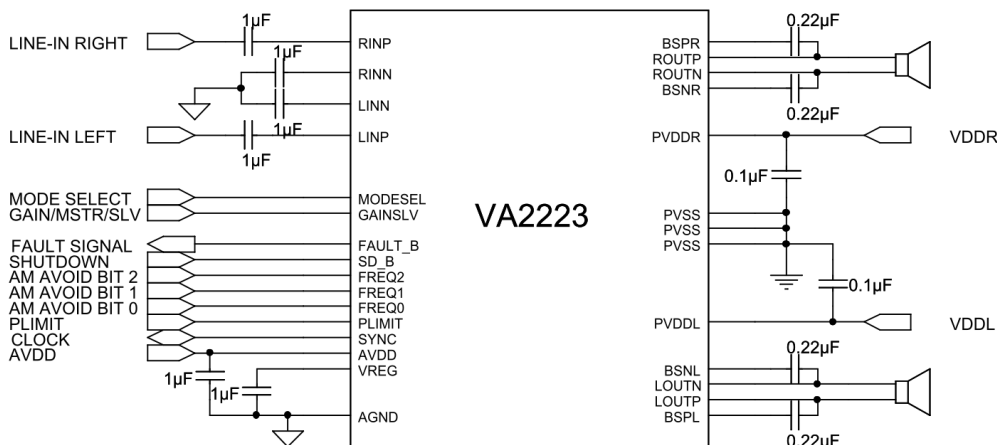 1µF
0.22µF
LINE-IN RIGHT
RINP
BSPR
1µF
ROUTP
RINN
ROUTN
BSNR
LINN
1µF
0.22µF
LINE-IN LEFT
LINP
PVDDR
VDDR
1µF
0.1µF
MODE SELECT
MODESEL
GAIN/MSTR/SLV
GAINSLV
VA2223
PVSS
PVSS
PVSS
FAULT SIGNAL
FAULT_B
SHUTDOWN
SD_B
AM AVOID BIT 2
FREQ2
AM AVOID BIT 1
FREQ1
0.1µF
AM AVOID BIT 0
FREQ0
PLIMIT
PLIMIT
PVDDL
VDDL
CLOCK
SYNC
AVDD
AVDD
0.22µF
VREG
BSNL
1µF
1µF
LOUTN
LOUTP
AGND
BSPL
0.22µF